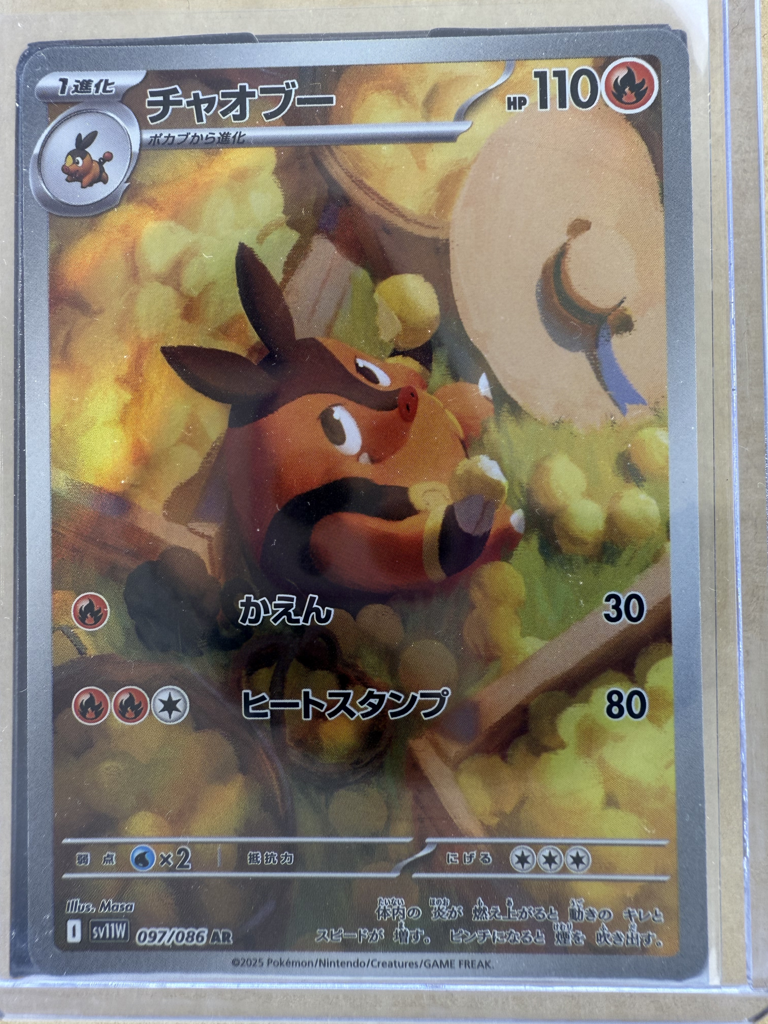 1進化
チャオブー
HP 110
ポカブから進化
かえん 30
ヒートスタンプ 80
弱点 ×2 抵抗力 にげる
Illus. Masa
体内の 炎が 燃え上がると 動きの キレと
スピードが 増す。 ピンチになると 煙を 吹き出す。
I sv11W 097/086 AR
©2025 Pokémon/Nintendo/Creatures/GAME FREAK.